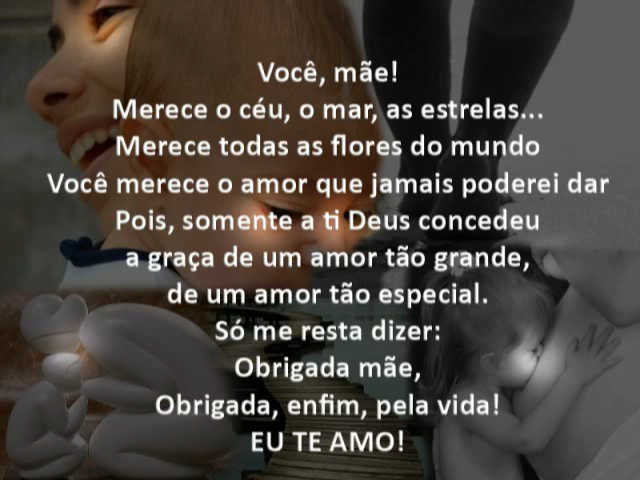 Você, mãe!
Merece o céu, o mar, as estrelas...
Merece todas as flores do mundo
Você merece o amor que jamais poderei dar
Pois, somente a ti Deus concedeu
a graça de um amor tão grande,
de um amor tão especial.
Só me resta dizer:
Obrigada mãe,
Obrigada, enfim, pela vida!
EU TE AMO!